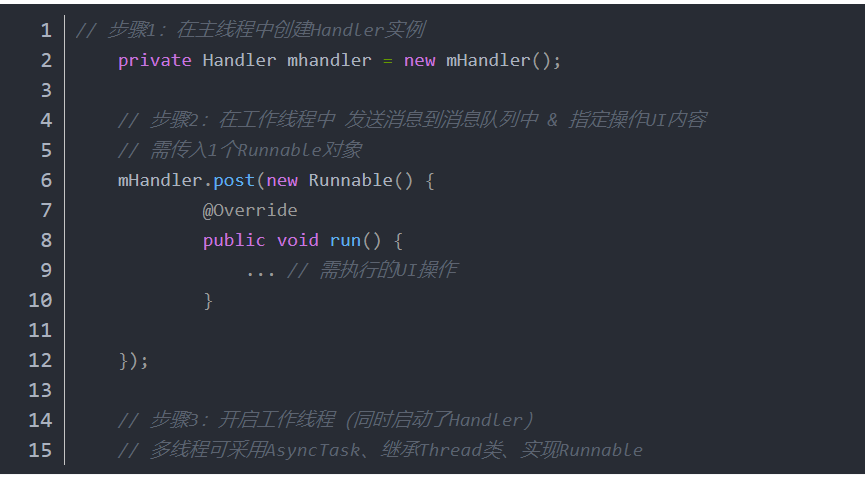 1 // 步骤1：在主线程中创建Handler实例
2 private Handler mhandler = new mHandler();
3
4 // 步骤2：在工作线程中 发送消息到消息队列中 & 指定操作UI内容
5 // 需传入1个Runnable对象
6 mHandler.post(new Runnable() {
7 @Override
8 public void run() {
9 ... // 需执行的UI操作
10 }
11
12 });
13
14 // 步骤3：开启工作线程（同时启动了Handler）
15 // 多线程可采用AsyncTask、继承Thread类、实现Runnable